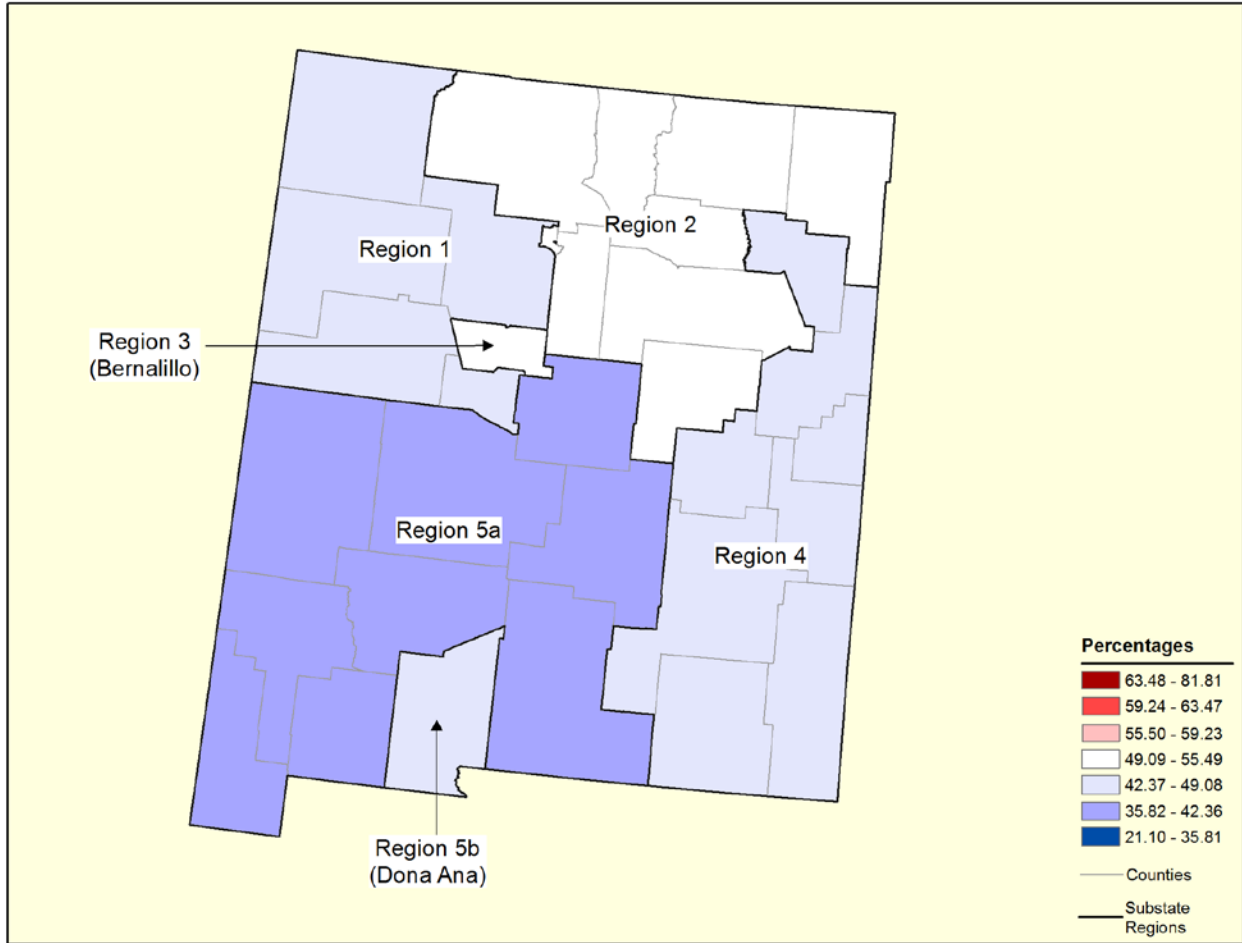 Region 2
Region 1
Region 3
(Bernalillo)
Region 5a
Region 4
Region 5b
(Dona Ana)
Percentages
63.48 - 81.81
59.24 - 63.47
55.50 - 59.23
49.09 - 55.49
42.37 - 49.08
35.82 - 42.36
21.10 - 35.81
Counties
Substate
Regions